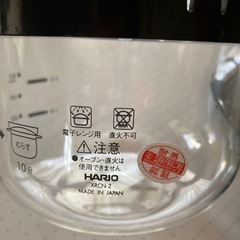 電子レンジ用 直火不可
⚠注意
●オーブン・直火は
使用できません
HARIO
XRCN-2
MADE IN JAPAN
むらす
10分